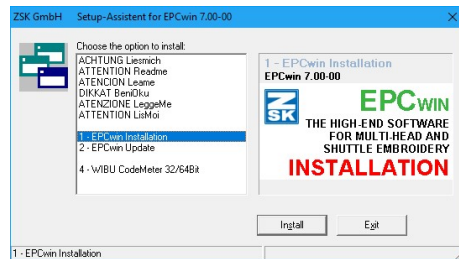 ZSK GmbH Setup-Assistent for EPCwin 7.00-00
Choose the option to install:
ACHTUNG Liesmich
ATTENTION Readme
ATENCION Leame
DIKKAT BeniOku
ATENZIONE LeggeMe
ATTENTION LisMoi
1 - EPCwin Installation
2 - EPCwin Update
4 - WIBU CodeMeter 32/64Bit
1 - EPCwin Installation
EPCwin 7.00-00
ZSK
EPCWIN
THE HIGH-END SOFTWARE
FOR MULTI-HEAD AND
SHUTTLE EMBROIDERY
INSTALLATION
Install Exit
1 - EPCwin Installation